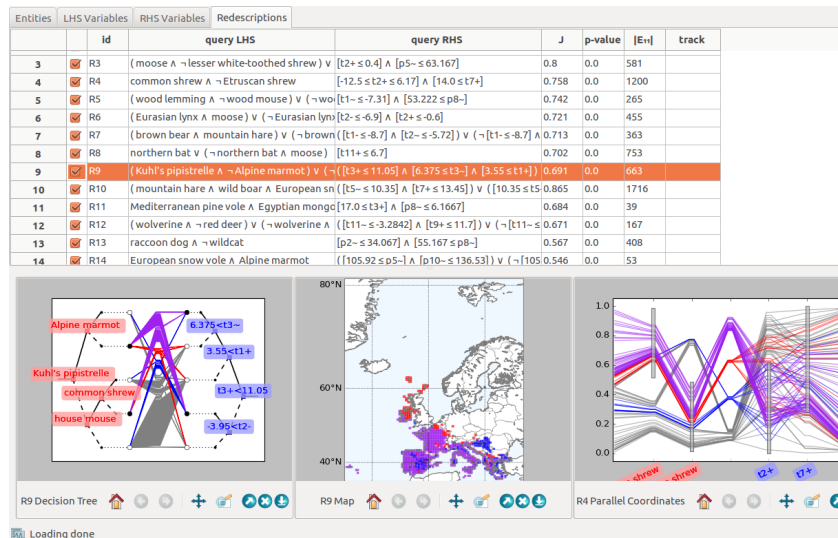 Entities LHS Variables RHS Variables Redescriptions
id query LHS query RHS J p-value |E₁₁| track
3 R3 ( moose ∧ ¬ lesser white-toothed shrew) ∨ [t2+ ≤ 0.4] ∧ [p5~ ≤ 63.167] 0.8 0.0 581
4 R4 common shrew ∧ ¬ Etruscan shrew [-12.5 ≤ t2+ ≤ 6.17] ∧ [14.0 ≤ t7+] 0.758 0.0 1200
5 R5 (wood lemming ∧ ¬ wood mouse) ∨ (¬ wo [t1~ ≤ -7.31] ∧ [53.222 ≤ p8~] 0.742 0.0 265
6 R6 (Eurasian lynx ∧ moose) ∨ (¬ Eurasian lyn [t2- ≤ -6.9] ∧ [t2+ ≤ -0.6] 0.721 0.0 455
7 R7 (brown bear ∧ mountain hare) ∨ (¬ brown ([t1- ≤ -8.7] ∧ [t2~ ≤ -5.72]) ∨ (¬ [t1- ≤ -8.7] ∧ 0.713 0.0 363
8 R8 northern bat ∨ (¬ northern bat ∧ moose) [t11+ ≤ 6.7] 0.702 0.0 753
9 R9 (Kuhl's pipistrelle ∧ ¬ Alpine marmot) ∨ (¬ ([t3+ ≤ 11.05] ∧ [6.375 ≤ t3~] ∧ [3.55 ≤ t1+]) 0.691 0.0 663
10 R10 ( mountain hare ∧ wild boar ∧ European sn ([t5~ ≤ 10.35] ∧ [t7+ ≤ 13.45]) ∨ ([10.35 ≤ t5- 0.865 0.0 1716
11 R11 Mediterranean pine vole ∧ Egyptian mongo [17.0 ≤ t3+] ∧ [p8~ ≤ 6.1667] 0.684 0.0 39
12 R12 (wolverine ∧ ¬ red deer) ∨ (¬ wolverine ∧ ([t11~ ≤ -3.2842] ∧ [t9+ ≤ 11.7]) ∨ (¬ [t11~ ≤ 0.671 0.0 167
13 R13 raccoon dog ∧ ¬ wildcat [p2~ ≤ 34.067] ∧ [55.167 ≤ p8~] 0.567 0.0 408
14 R14 European snow vole ∧ Alpine marmot ([105.92 ≤ p5~] ∧ [p10~ ≤ 136.53]) ∨ (¬ [105 0.546 0.0 53
Alpine marmot
Kuhl's pipistrelle
common shrew
house mouse
6.375<t3~
3.55<t1+
t3+<11.05
-3.95<t2-
80°N
60°N
40°N
1.0
0.8
0.6
0.4
0.2
0.0
shrew
shrew
t2+
t7+
R9 Decision Tree
R9 Map
R4 Parallel Coordinates
Loading done